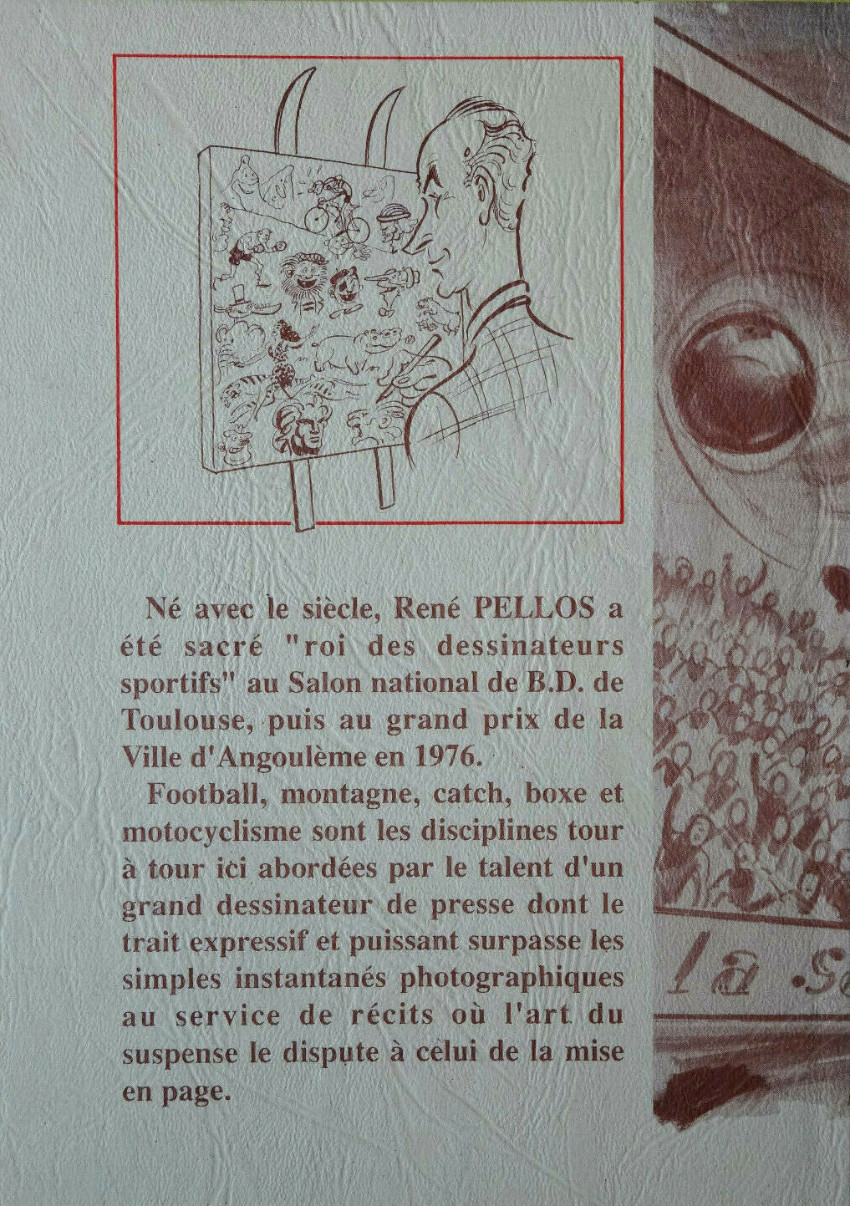 Né avec le siècle, René PELLOS a
été sacré "roi des dessinateurs
sportifs" au Salon national de B.D. de
Toulouse, puis au grand prix de la
Ville d'Angoulème en 1976.
Football, montagne, catch, boxe et
motocyclisme sont les disciplines tour
à tour ici abordées par le talent d'un
grand dessinateur de presse dont le
trait expressif et puissant surpasse les
simples instantanés photographiques
au service de récits où l'art du
suspense le dispute à celui de la mise
en page.
la